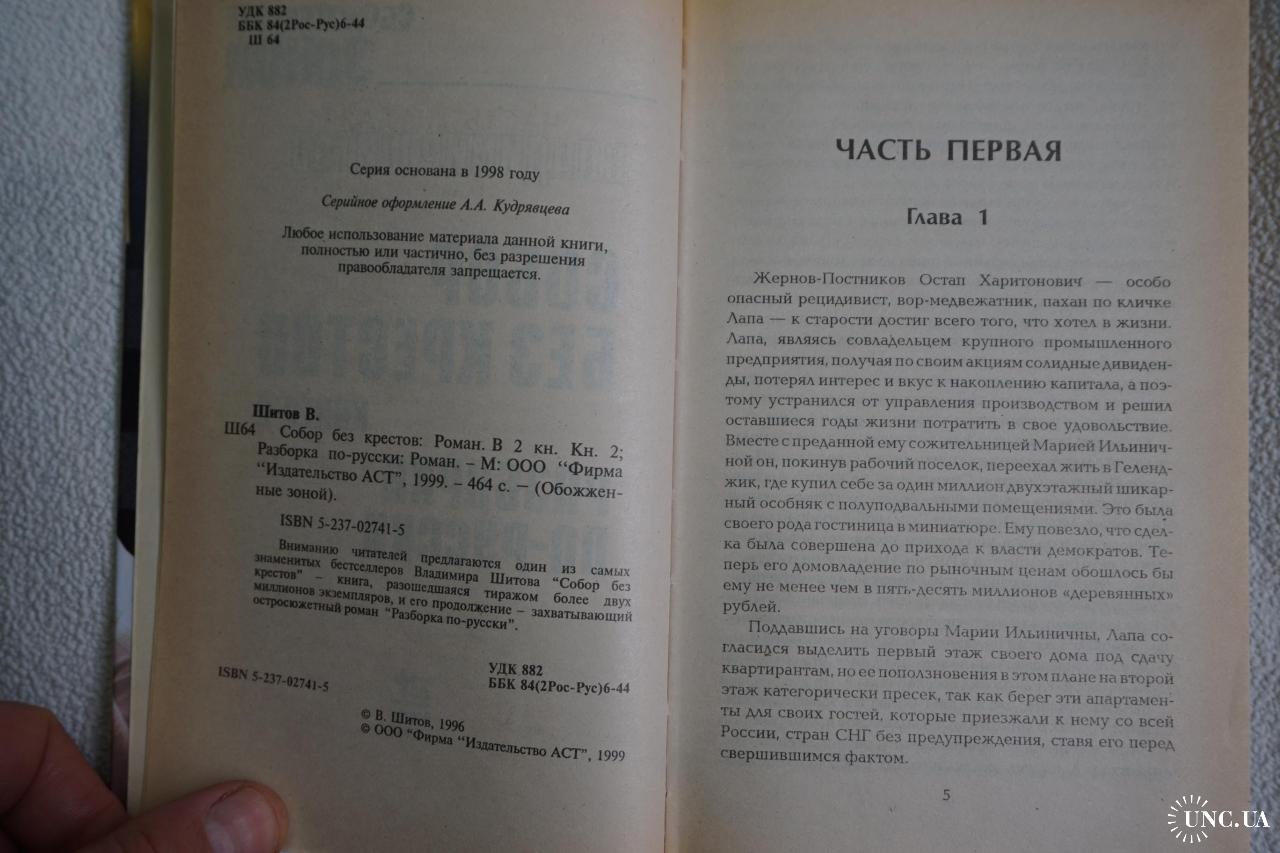 УДК 882
ББК 84(2Рос-Рус)6-44
Ш 64
Серия основана в 1998 году
Серийное оформление А.А. Кудрявцева
Любое использование материала данной книги,
полностью или частично, без разрешения
правообладателя запрещается.
Шитов В.
Ш64 Собор без крестов: Роман. В 2 кн. Кн. 2;
Разборка по-русски: Роман. – М: ООО “Фирма
“Издательство АСТ”, 1999. – 464 с. — (Обожжен-
ные зоной).
ISBN 5-237-02741-5
Вниманию читателей предлагаются один из самых
знаменитых бестселлеров Владимира Шитова “Собор без
крестов” – книга, разошедшаяся тиражом более двух
миллионов экземпляров, и его продолжение – захватывающий
остросюжетный роман “Разборка по-русски”.
УДК 882
ББК 84(2Рос-Рус)6-44
ISBN 5-237-02741-5
© В. Шитов, 1996
© ООО “Фирма “Издательство АСТ”, 1999
ЧАСТЬ ПЕРВАЯ
Глава 1
Жернов-Постников Остап Харитонович — особо
опасный рецидивист, вор-медвежатник, пахан по кличке
Лапа — к старости достиг всего того, что хотел в жизни.
Лапа, являясь совладельцем крупного промышленного
предприятия, получая по своим акциям солидные дивиден-
ды, потерял интерес и вкус к накоплению капитала, а поэ-
тому устранился от управления производством и решил
оставшиеся годы жизни потратить в свое удовольствие.
Вместе с преданной ему сожительницей Марией Ильинич-
ной он, покинув рабочий поселок, переехал жить в Геленд-
жик, где купил себе за один миллион двухэтажный шикар-
ный особняк с полуподвальными помещениями. Это была
своего рода гостиница в миниатюре. Ему повезло, что сдел-
ка была совершена до прихода к власти демократов. Те-
перь его домовладение по рыночным ценам обошлось бы
ему не менее чем в пять-десять миллионов «деревянных»
рублей.
Поддавшись на уговоры Марии Ильиничны, Лапа со-
гласился выделить первый этаж своего дома под сдачу
квартирантам, но ее поползновения в этом плане на второй
этаж категорически пресек, так как берег эти апартамен-
ты для своих гостей, которые приезжали к нему со всей
России, стран СНГ без предупреждения, ставя его перед
свершившимся фактом.
5
UNC.UA